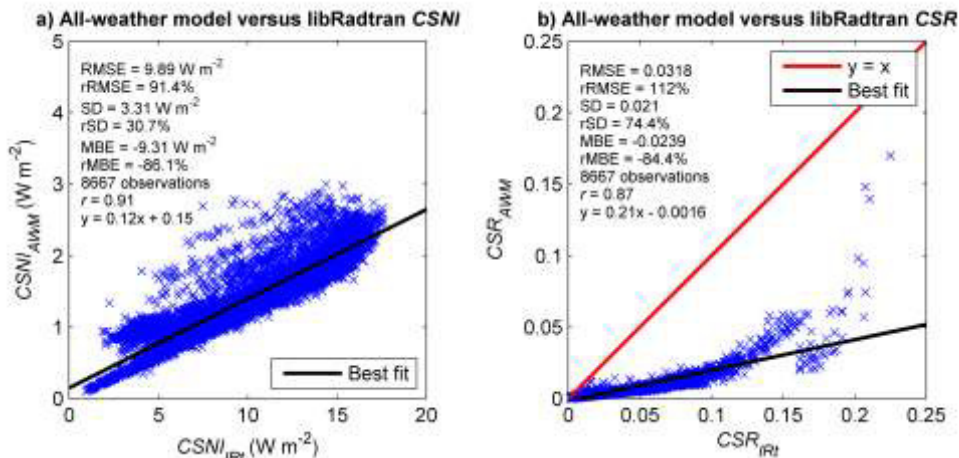 a) All-weather model versus libRadtran CSNI
5
4
3
2
1
0
CSNI_AWM (W m⁻²)
RMSE = 9.89 W m⁻²
rRMSE = 91.4%
SD = 3.31 W m⁻²
rSD = 30.7%
MBE = -9.31 W m⁻²
rMBE = -86.1%
8667 observations
r = 0.91
y = 0.12x + 0.15
Best fit
0 5 10 15 20
CSNI_lRt (W m⁻²)
b) All-weather model versus libRadtran CSR
0.25
0.2
0.15
0.1
0.05
0
CSR_AWM
RMSE = 0.0318
rRMSE = 112%
SD = 0.021
rSD = 74.4%
MBE = -0.0239
rMBE = -84.4%
8667 observations
r = 0.87
y = 0.21x - 0.0016
y = x
Best fit
0 0.05 0.1 0.15 0.2 0.25
CSR_lRt